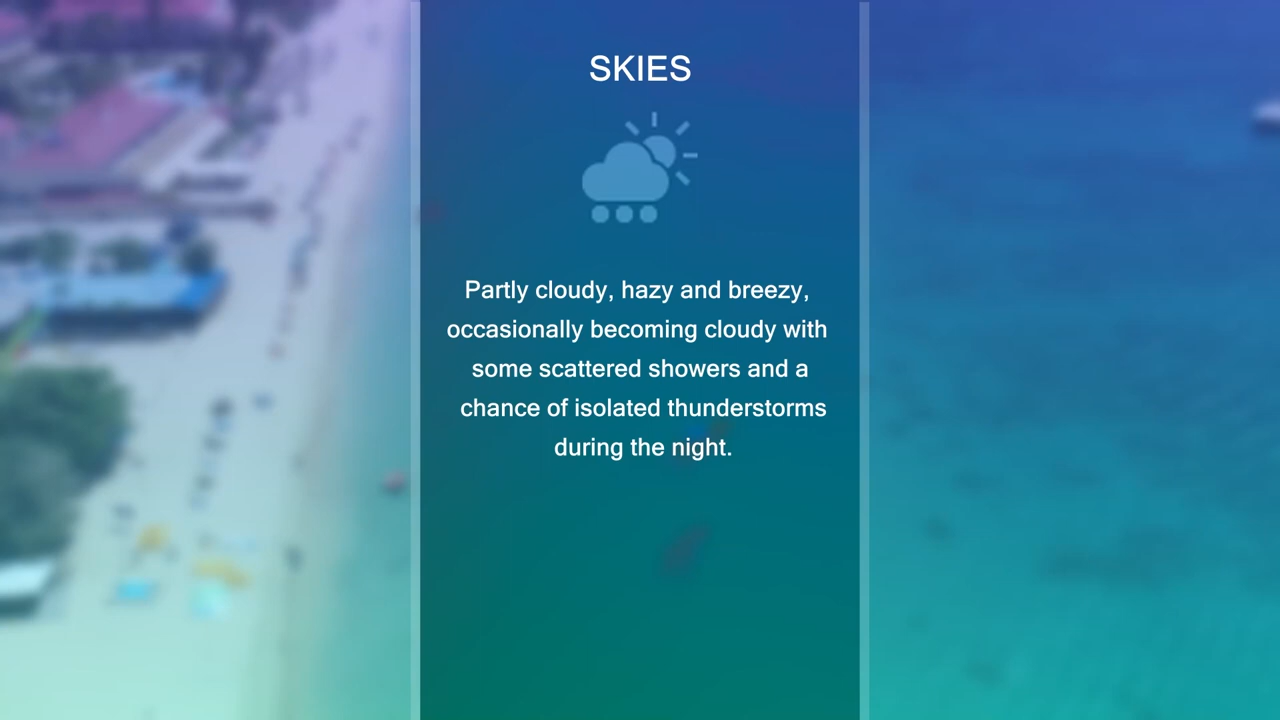 SKIES
Partly cloudy, hazy and breezy,
occasionally becoming cloudy with
some scattered showers and a
chance of isolated thunderstorms
during the night.